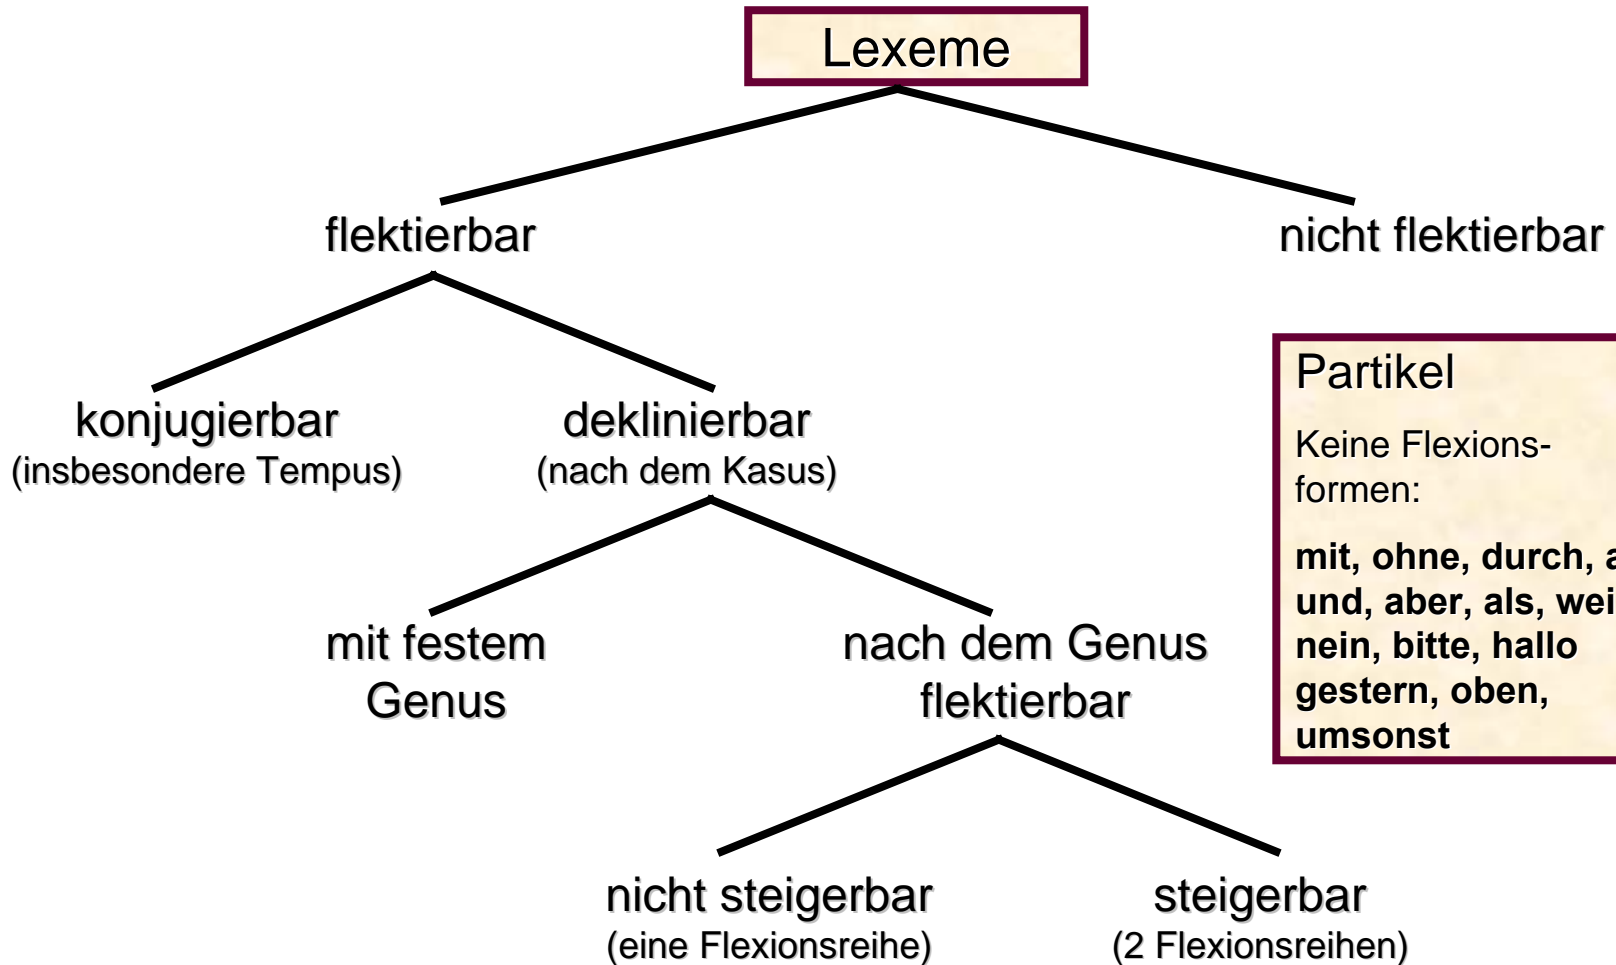 Lexeme
flektierbar
nicht flektierbar
konjugierbar
(insbesondere Tempus)
deklinierbar
(nach dem Kasus)
Partikel
Keine Flexions-
formen:
mit, ohne, durch,
und, aber, als,
nein, bitte, hallo
gestern, oben,
umsonst
mit festem
Genus
nach dem Genus
flektierbar
nicht steigerbar
(eine Flexionsreihe)
steigerbar
(2 Flexionsreihen)